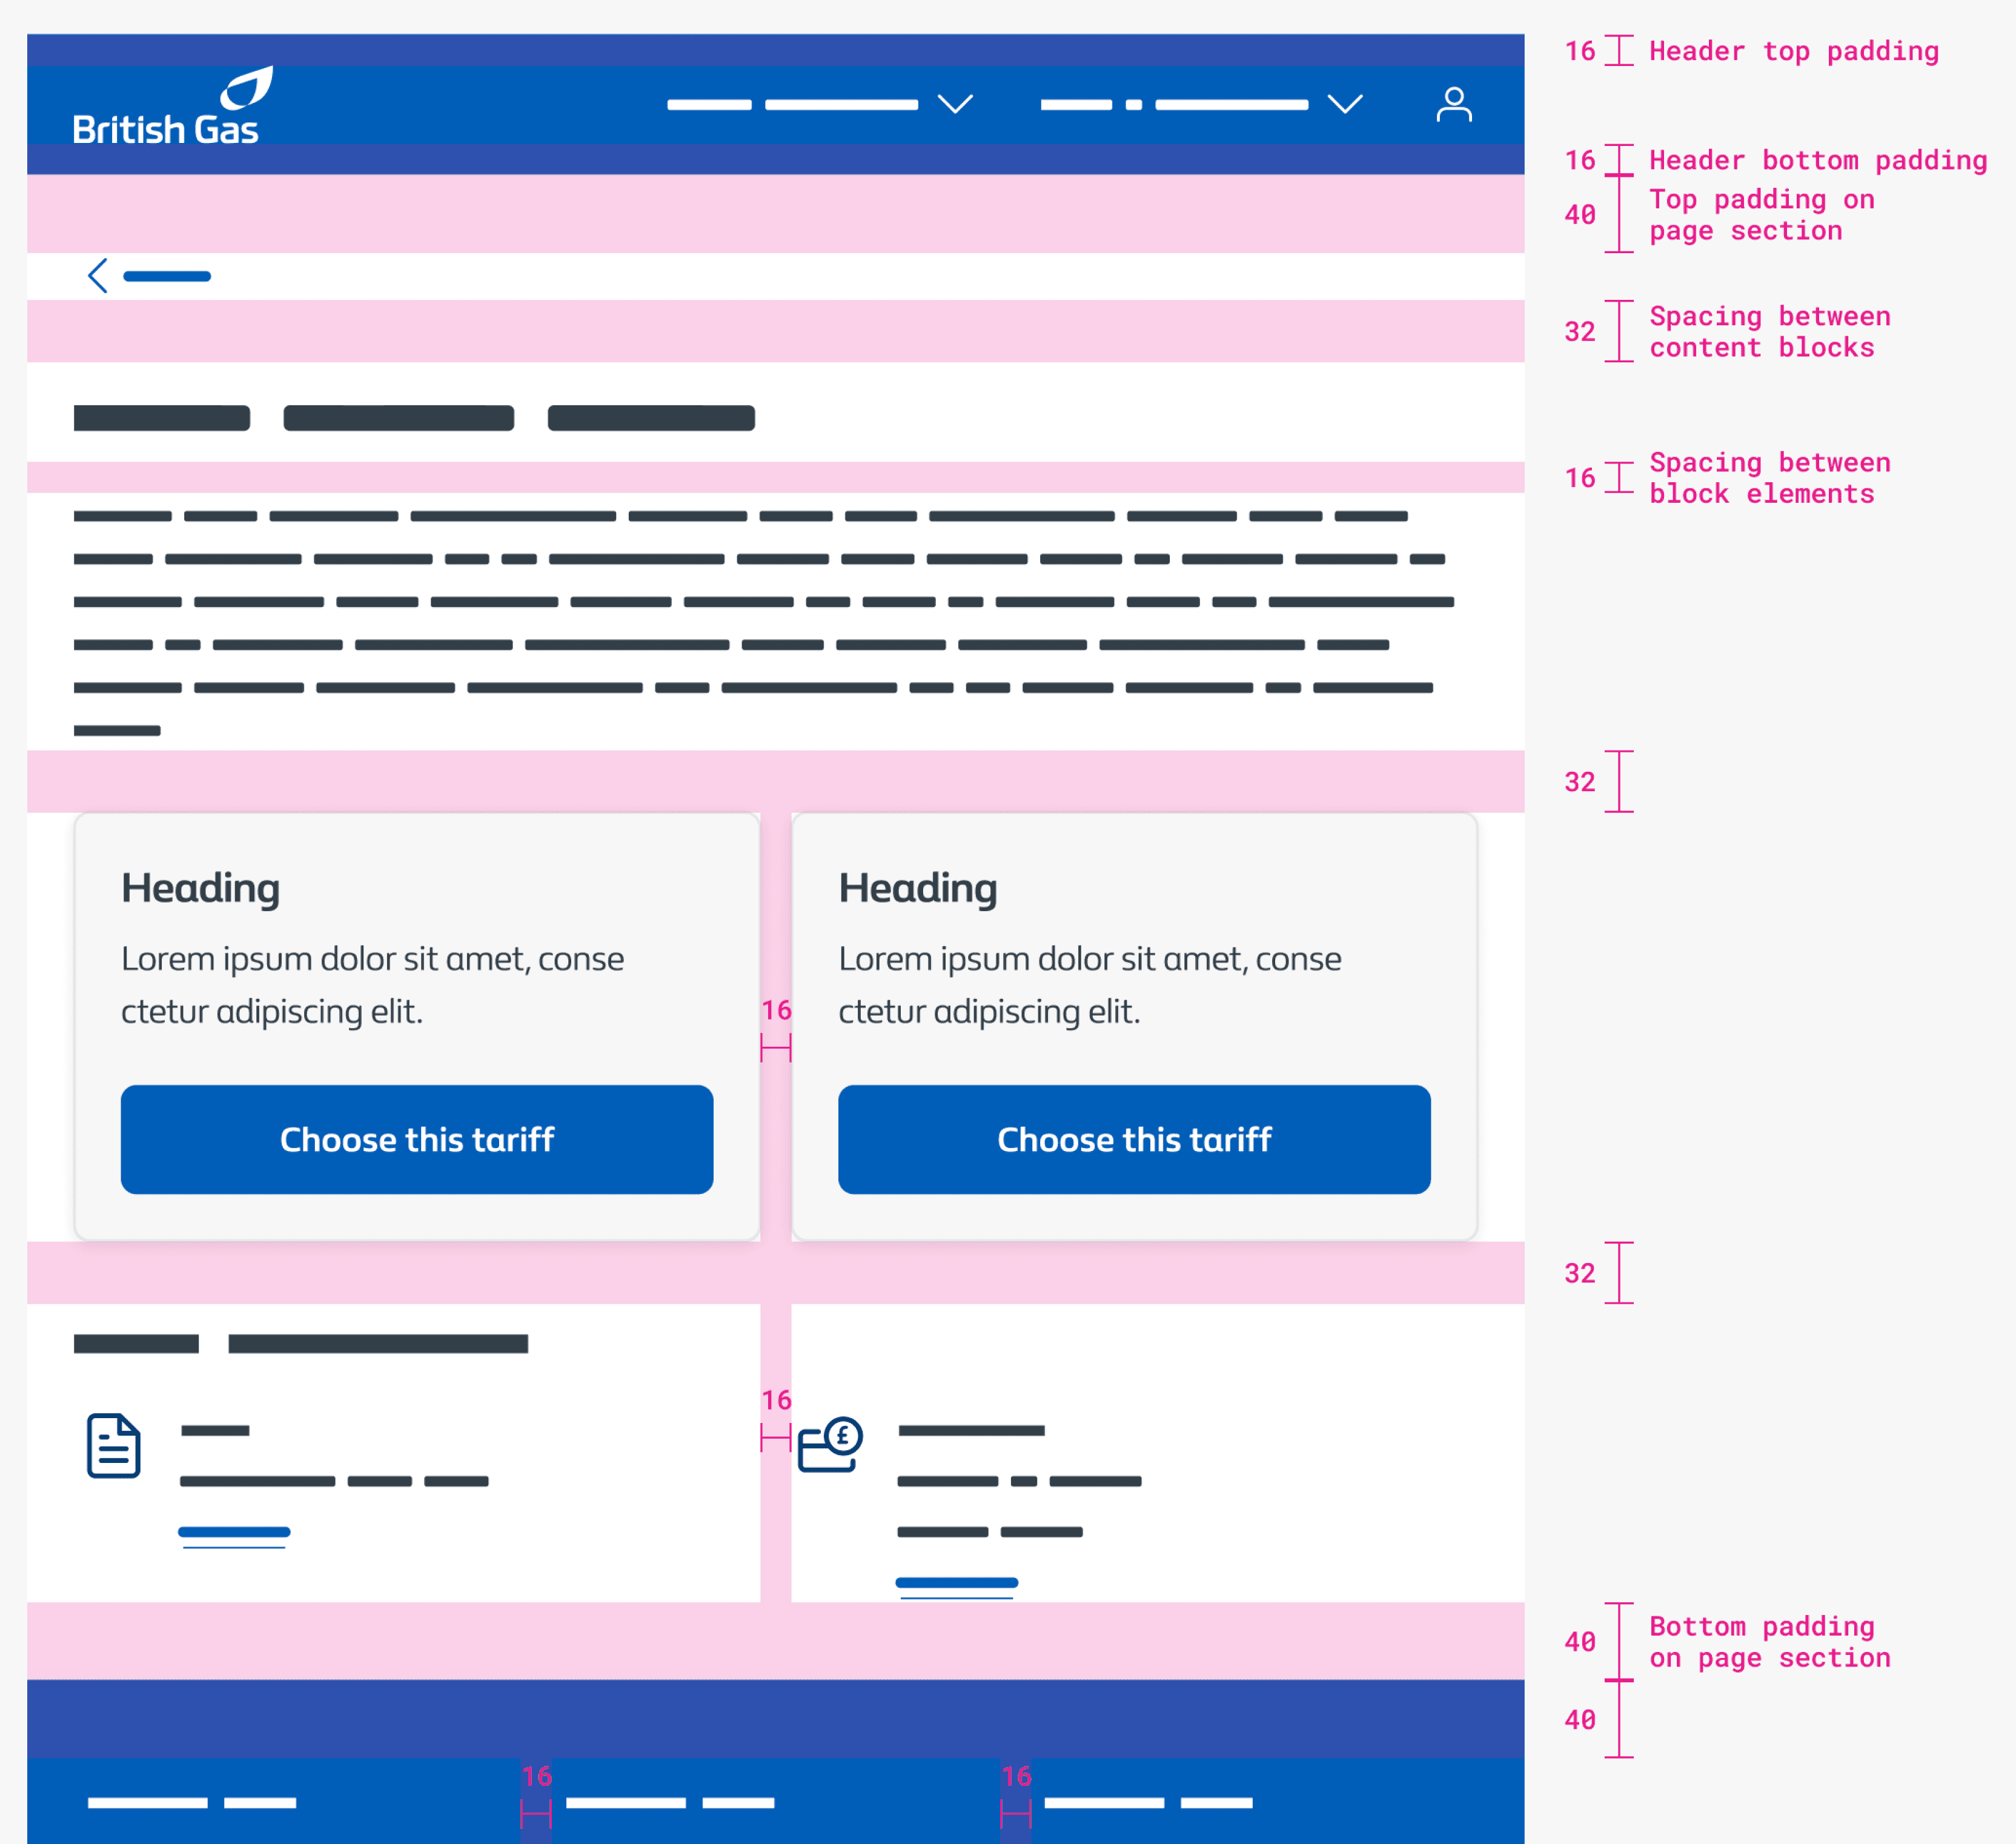 16 Header top padding
British Gas
16 Header bottom padding
40 Top padding on
page section
32 Spacing between
content blocks
16 Spacing between
block elements
32
Heading
Lorem ipsum dolor sit amet, conse
ctetur adipiscing elit.
Choose this tariff
16
Heading
Lorem ipsum dolor sit amet, conse
ctetur adipiscing elit.
Choose this tariff
32
16
£
40 Bottom padding
on page section
40
16
16